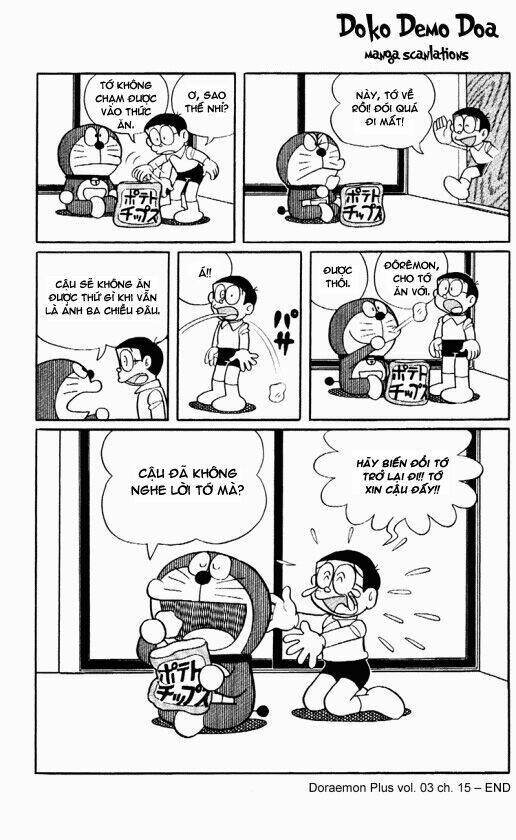 Doko Demo Doa
manga scanlations
NÀY, TỚ VỀ
RỒI! ĐÓI QUÁ
ĐI MẤT!
ポテト
チップス
Ơ, SAO
THẾ NHỈ?
TỚ KHÔNG
CHẠM ĐƯỢC
VÀO THỨC
ĂN.
ポテト
チップス
ĐÔRÊMON,
CHO TỚ
ĂN VỚI.
ĐƯỢC
THÔI.
ポテト
チップス
Á!!
バサ
CẬU SẼ KHÔNG ĂN
ĐƯỢC THỨ GÌ KHI VẪN
LÀ ẢNH BA CHIỀU ĐÂU.
HÃY BIẾN ĐỔI TỚ
TRỞ LẠI ĐI!! TỚ
XIN CẬU ĐẤY!!
CẬU ĐÃ KHÔNG
NGHE LỜI TỚ MÀ?
ポテト
チップス
Doraemon Plus vol. 03 ch. 15 – END